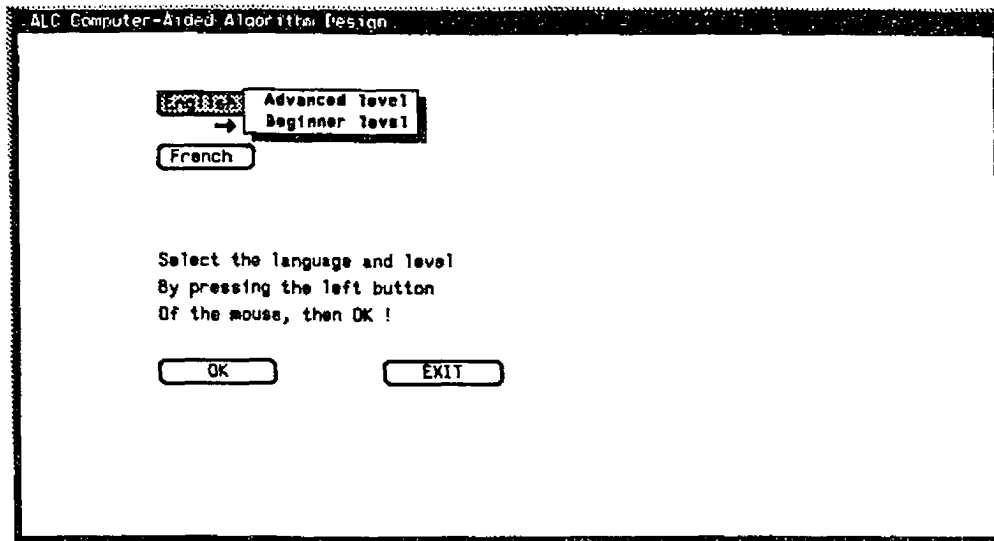 ALC Computer-Aided Algorithm Design
English
Advanced level
Beginner level
French
Select the language and level
By pressing the left button
Of the mouse, then OK !
OK
EXIT